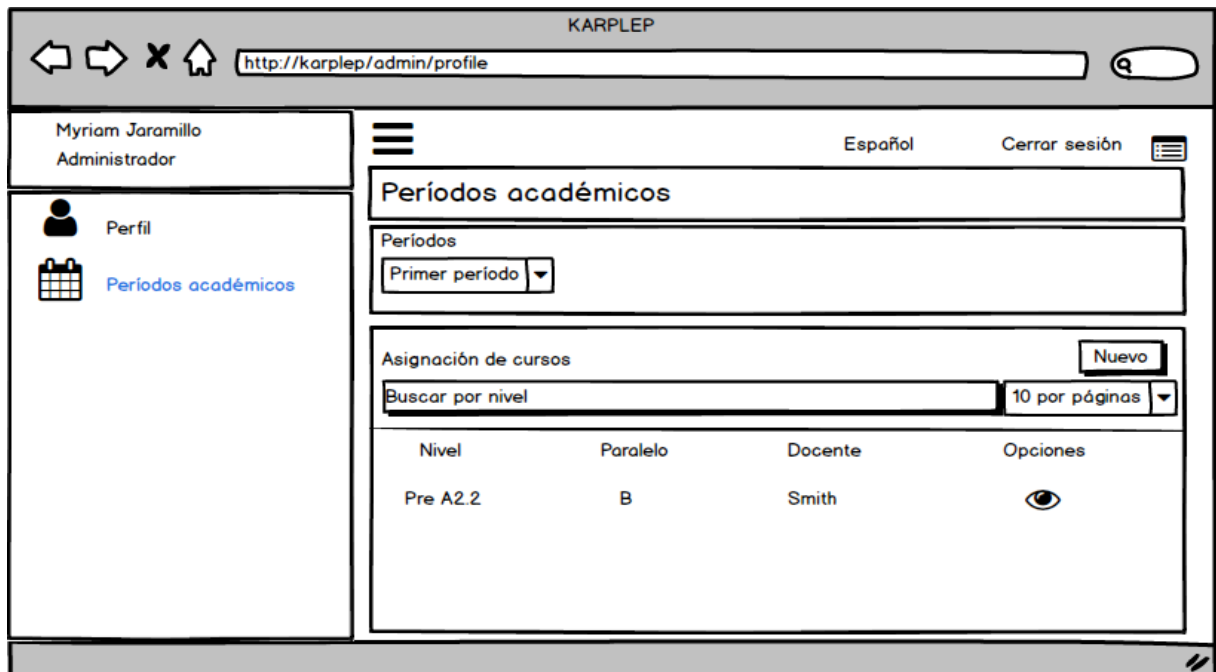 KARPLEP
http://karplep/admin/profile
Myriam Jaramillo
Administrador
Español Cerrar sesión
Perfil
Períodos académicos
Períodos académicos
Períodos
Primer período
Asignación de cursos Nuevo
Buscar por nivel 10 por páginas
Nivel Paralelo Docente Opciones
Pre A2.2 B Smith